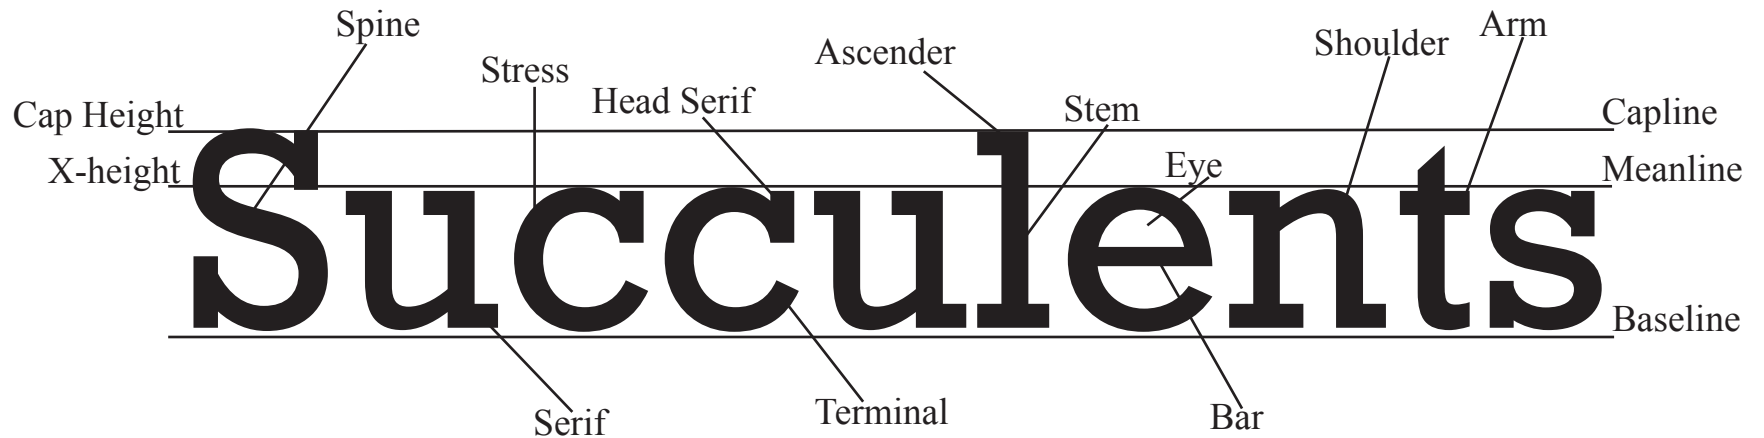 Spine
Arm
Shoulder
Ascender
Stress
Head Serif
Stem
Cap Height
Capline
Eye
X-height
Meanline
Succulents
Baseline
Serif
Terminal
Bar